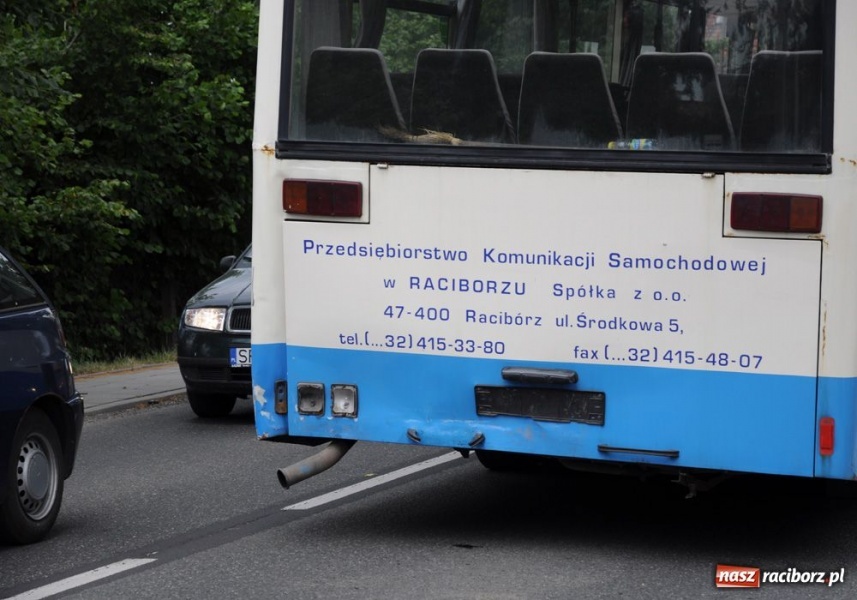 Przedsiębiorstwo Komunikacji Samochodowej
w RACIBORZU Spółka z o.o.
47-400 Racibórz ul.Środkowa 5,
tel.(...32)415-33-80 fax (...32)415-48-07
nasz raciborz.pl